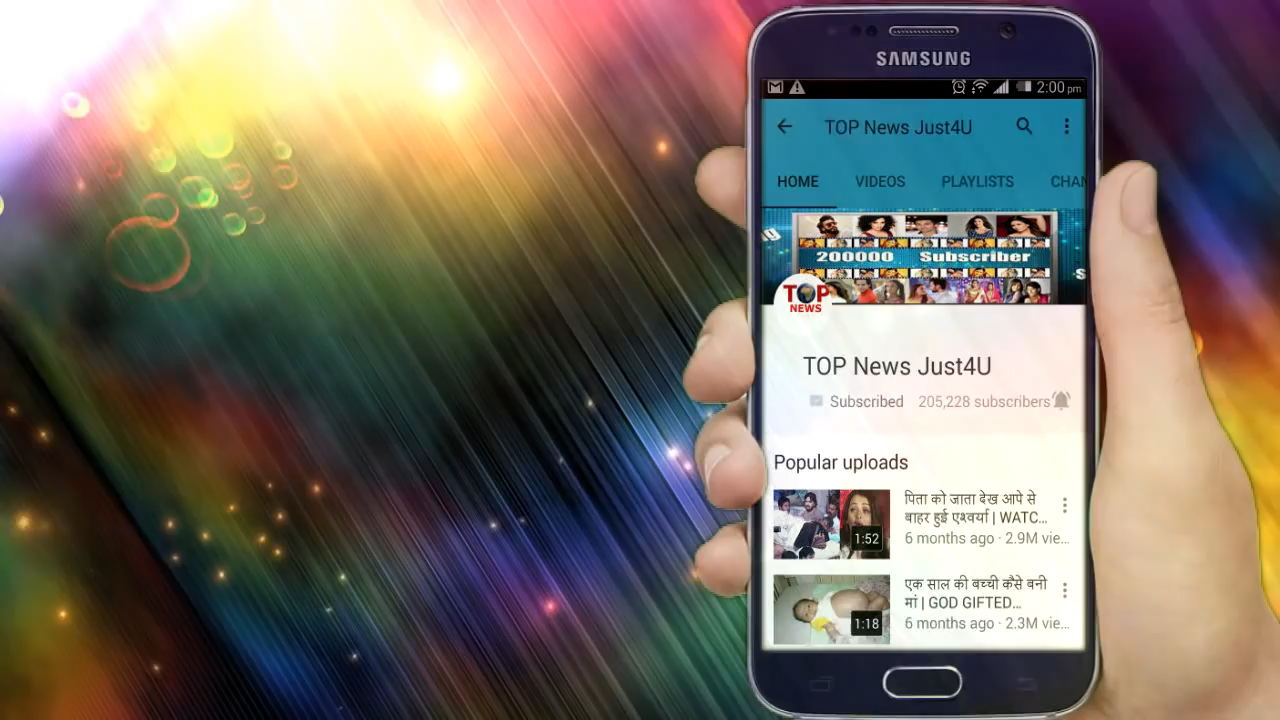 SAMSUNG
2:00 pm
TOP News Just4U
HOME VIDEOS PLAYLISTS CHAN
200000 Subscriber
S
TOP
NEWS
TOP News Just4U
Subscribed 205,228 subscribers
Popular uploads
पिता को जाता देख आपे से
बाहर हुई एश्वर्या | WATC...
1:52
6 months ago · 2.9M vie...
एक साल की बच्ची कैसे बनी
मां | GOD GIFTED...
1:18
6 months ago · 2.3M vie...